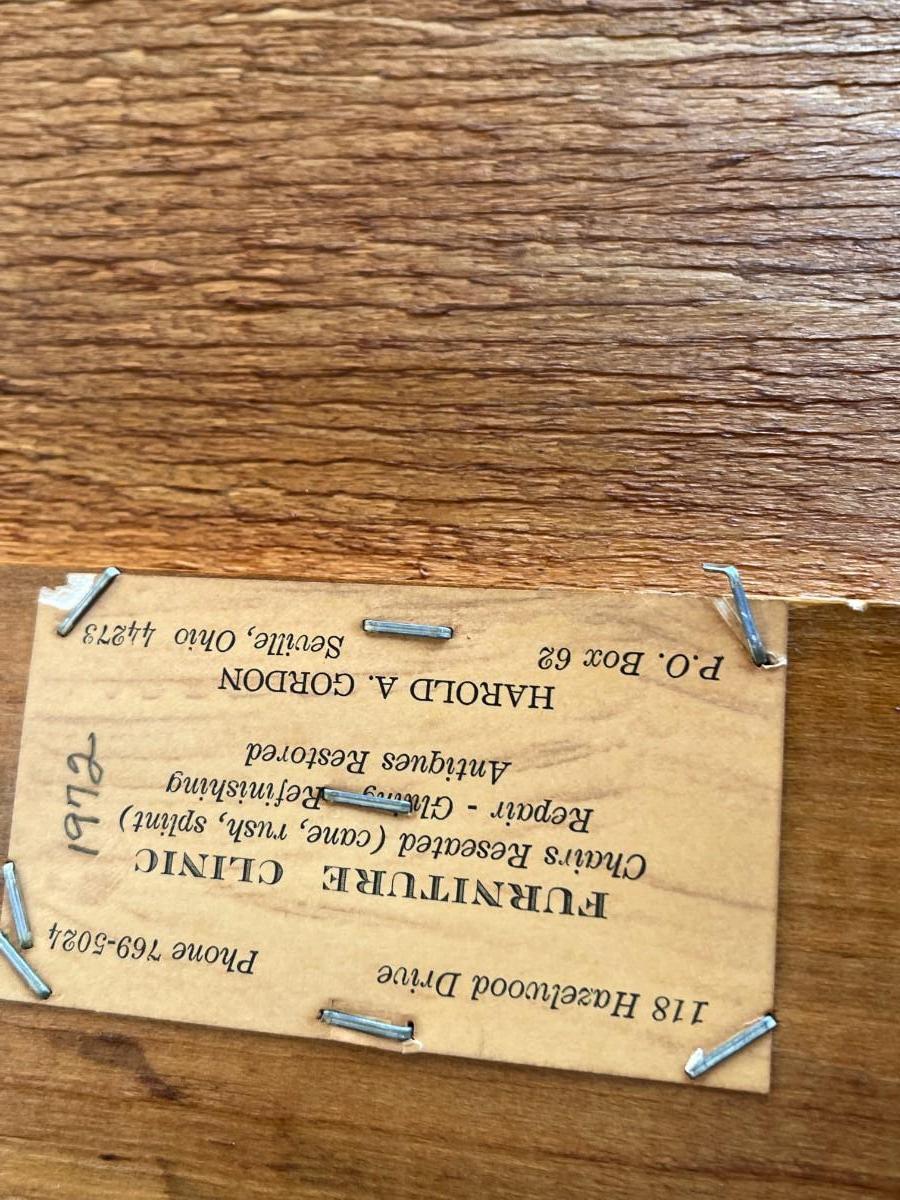 118 Hazelwood Drive Phone 769-5024
FURNITURE CLINIC
Chairs Reseated (cane, rush, splint)
Repair - Gluing - Refinishing
Antiques Restored
HAROLD A. GORDON
P.O. Box 62 Seville, Ohio 44273
1972